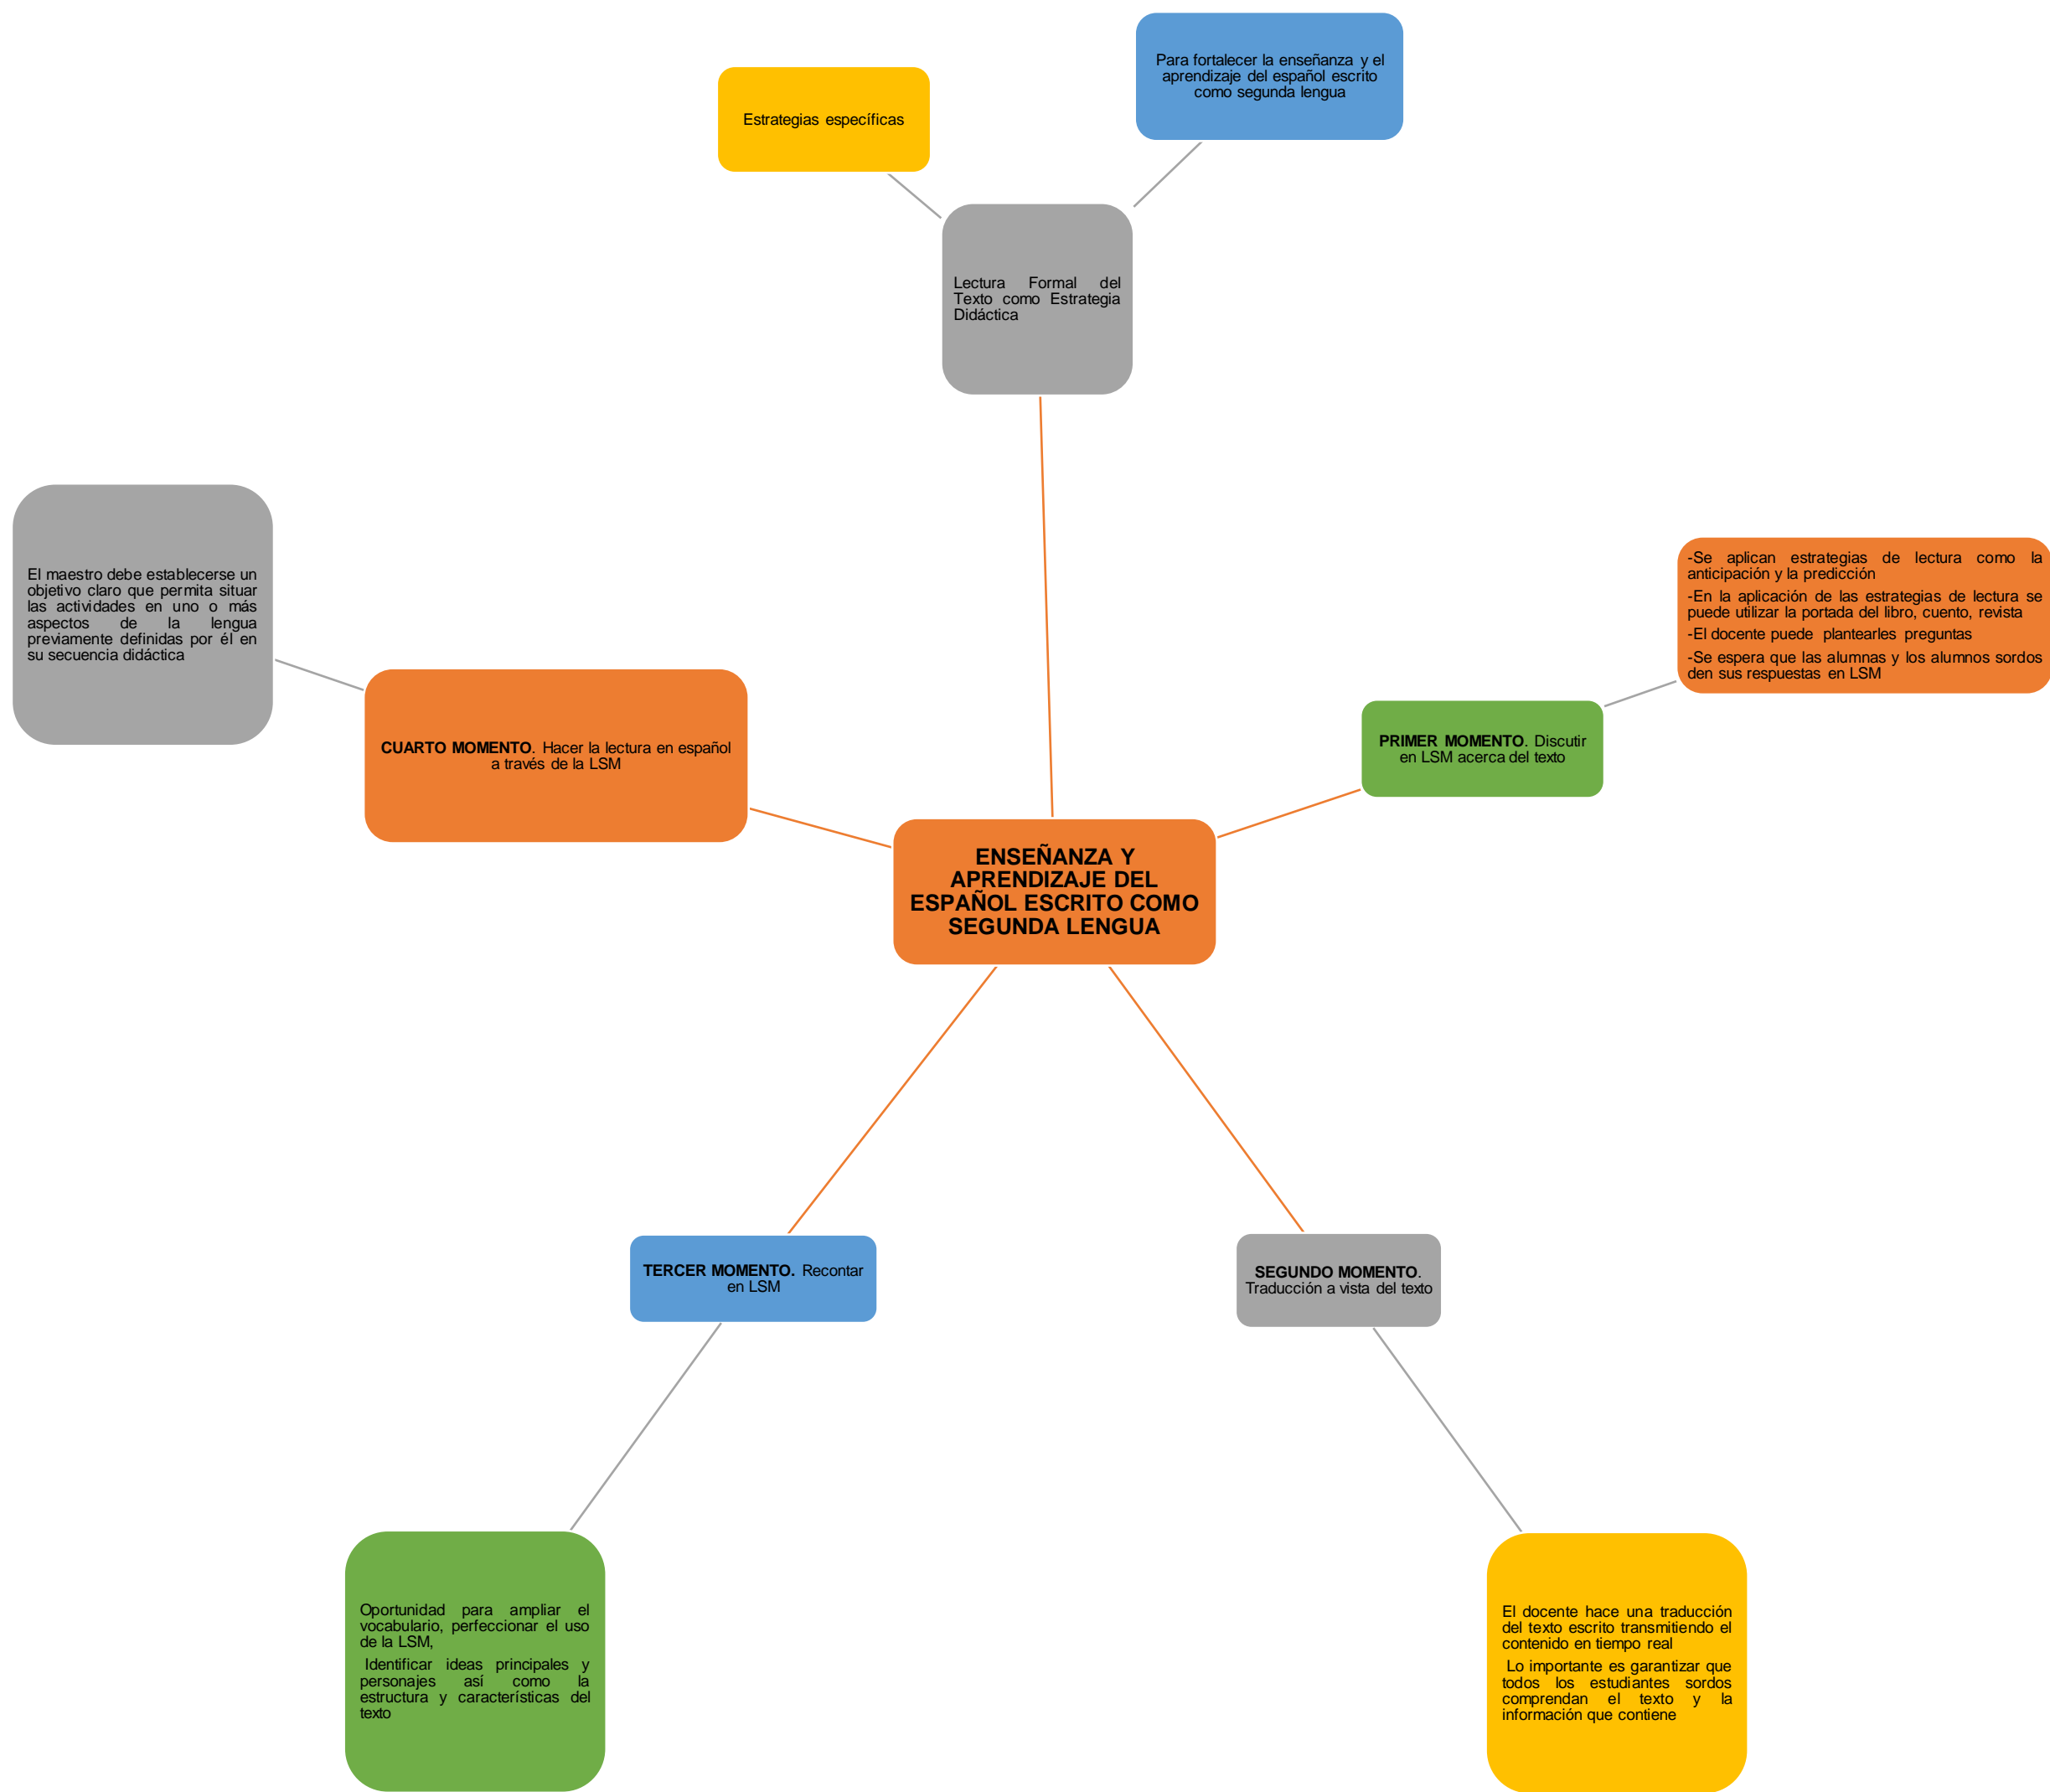 Para fortalecer la enseñanza y el
aprendizaje del español escrito
como segunda lengua
Estrategias específicas
Lectura Formal del
Texto como Estrategia
Didáctica
El maestro debe establecerse un
objetivo claro que permita situar
las actividades en uno o más
aspectos de la lengua
previamente definidas por él en
su secuencia didáctica
-Se aplican estrategias de lectura como la
anticipación y la predicción
-En la aplicación de las estrategias de lectura se
puede utilizar la portada del libro, cuento, revista
-El docente puede plantearles preguntas
-Se espera que las alumnas y los alumnos sordos
den sus respuestas en LSM
CUARTO MOMENTO. Hacer la lectura en español
a través de la LSM
PRIMER MOMENTO. Discutir
en LSM acerca del texto
ENSEÑANZA Y
APRENDIZAJE DEL
ESPAÑOL ESCRITO COMO
SEGUNDA LENGUA
TERCER MOMENTO. Recontar
en LSM
SEGUNDO MOMENTO.
Traducción a vista del texto
Oportunidad para ampliar el
vocabulario, perfeccionar el uso
de la LSM,
Identificar ideas principales y
personajes así como la
estructura y características del
texto
El docente hace una traducción
del texto escrito transmitiendo el
contenido en tiempo real
Lo importante es garantizar que
todos los estudiantes sordos
comprendan el texto y la
información que contiene